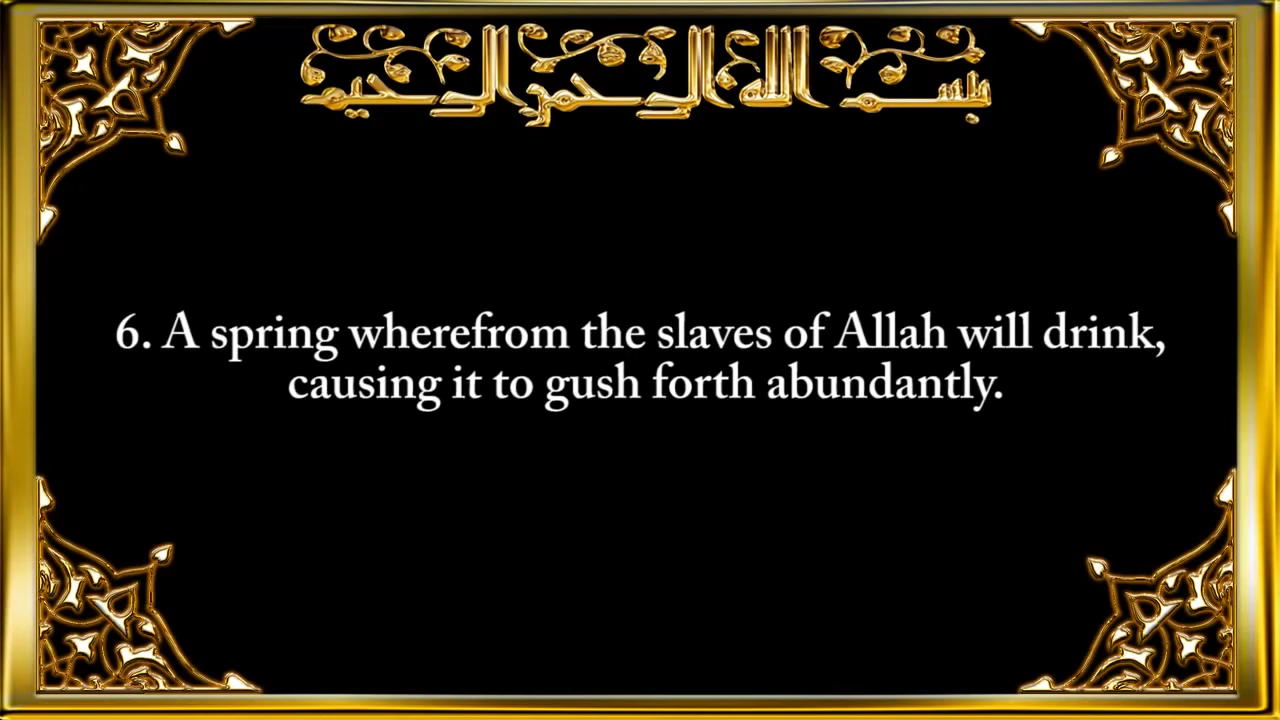 بسم الله الرحمن الرحيم
6. A spring wherefrom the slaves of Allah will drink,
causing it to gush forth abundantly.